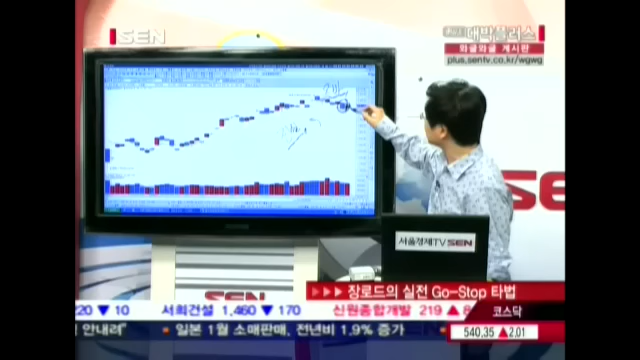 SEN
대박플러스
와글와글 게시판
plus.sentv.co.kr/wgwg
SEN
서울경제TV SEN
SEN
장로드의 실전 Go-Stop 타법
220 ▼ 10 서희건설 1,460 ▼ 170 신원종합개발 219 ▲ 6
코스닥
안내려" 일본 1월 소매판매, 전년비 1.9% 증가
540.35 ▲2.01